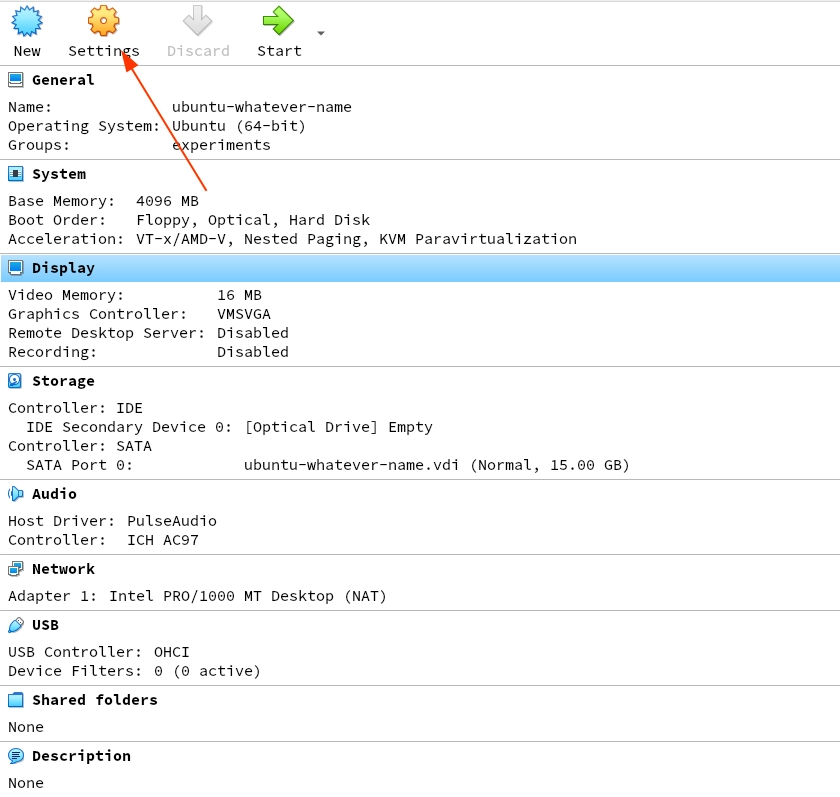 New Settings Discard Start
General
Name: ubuntu-whatever-name
Operating System: Ubuntu (64-bit)
Groups: experiments
System
Base Memory: 4096 MB
Boot Order: Floppy, Optical, Hard Disk
Acceleration: VT-x/AMD-V, Nested Paging, KVM Paravirtualization
Display
Video Memory: 16 MB
Graphics Controller: VMSVGA
Remote Desktop Server: Disabled
Recording: Disabled
Storage
Controller: IDE
IDE Secondary Device 0: [Optical Drive] Empty
Controller: SATA
SATA Port 0: ubuntu-whatever-name.vdi (Normal, 15.00 GB)
Audio
Host Driver: PulseAudio
Controller: ICH AC97
Network
Adapter 1: Intel PRO/1000 MT Desktop (NAT)
USB
USB Controller: OHCI
Device Filters: 0 (0 active)
Shared folders
None
Description
None